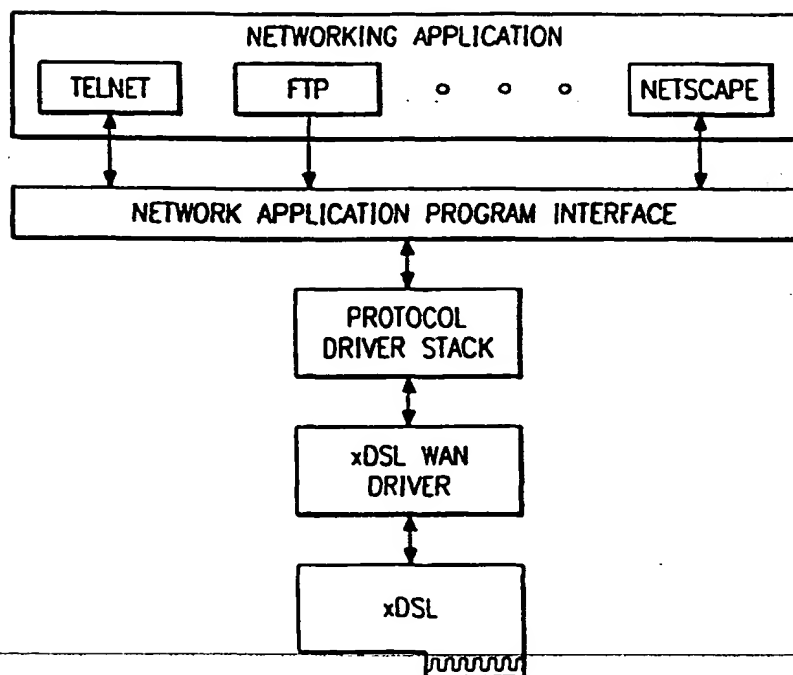 NETWORKING APPLICATION
TELNET
FTP
NETSCAPE
NETWORK APPLICATION PROGRAM INTERFACE
PROTOCOL
DRIVER STACK
xDSL WAN
DRIVER
xDSL